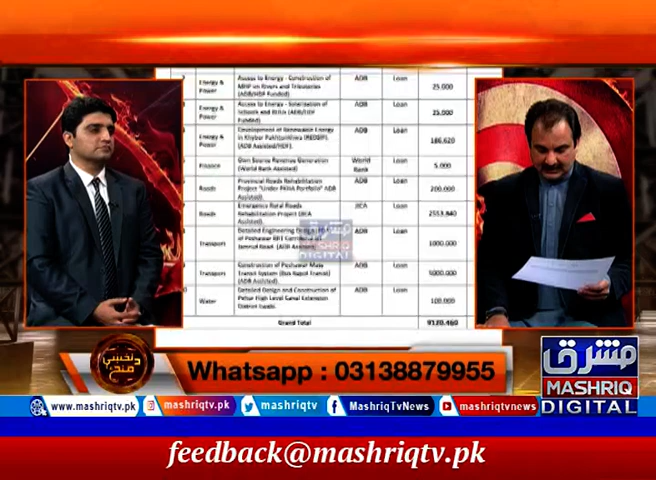 Energy & Power Access to Energy - Construction of MHP on Rivers and Tributaries (ADB/HDF Funded) ADB Loan 25.000
Energy & Power Access to Energy - Solarization of Schools and BHUs (ADB/HDF Funded) ADB Loan 25.000
Energy & Power Development of Renewable Energy in Khyber Pakhtunkhwa (ADB Assisted/HDF). ADB Loan 186.620
Finance Own Source Revenue Generation (World Bank Assisted) World Bank Loan 5.000
Roads Provincial Roads Rehabilitation Project "Under PKHA Portfolio" ADB Assisted) ADB Loan 200.000
Roads Emergency Rural Roads Rehabilitation Project (JICA Assisted). JICA Loan 2553.840
Transport Detailed Engineering Design of Peshawar BRT Jamrud Road (ADB Assisted) ADB Loan 1000.000
Transport Construction of Peshawar Mass Transit System (Bus Rapid Transit) (ADB Assisted) ADB Loan 5000.000
Water Detailed Design and Construction of Pehur High Level Canal Extension District Swabi. ADB Loan 100.000
Grand Total 9120.460
مشرق
MASHRIQ
Whatsapp : 03138879955
مشرق
MASHRIQ
DIGITAL
www.mashriqtv.pk mashriqtv.pk mashriqtv MashriqTvNews mashriqtvnews
feedback@mashriqtv.pk